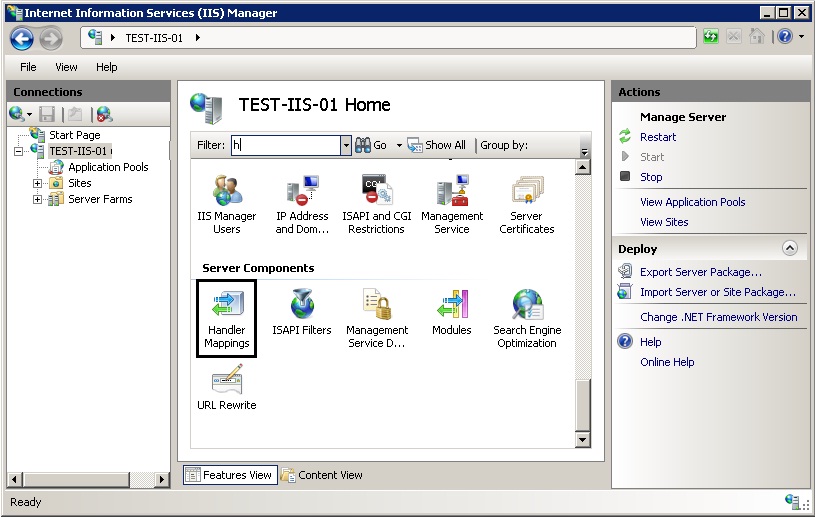 Internet Information Services (IIS) Manager
TEST-IIS-01
File View Help
Connections
Start Page
TEST-IIS-01
Application Pools
Sites
Server Farms
TEST-IIS-01 Home
Filter: h Go Show All Group by:
IIS Manager Users
IP Address and Dom...
ISAPI and CGI Restrictions
Management Service
Server Certificates
Server Components
Handler Mappings
ISAPI Filters
Management Service D...
Modules
Search Engine Optimization
URL Rewrite
Features View
Content View
Actions
Manage Server
Restart
Start
Stop
View Application Pools
View Sites
Deploy
Export Server Package...
Import Server or Site Package...
Change .NET Framework Version
Help
Online Help
Ready